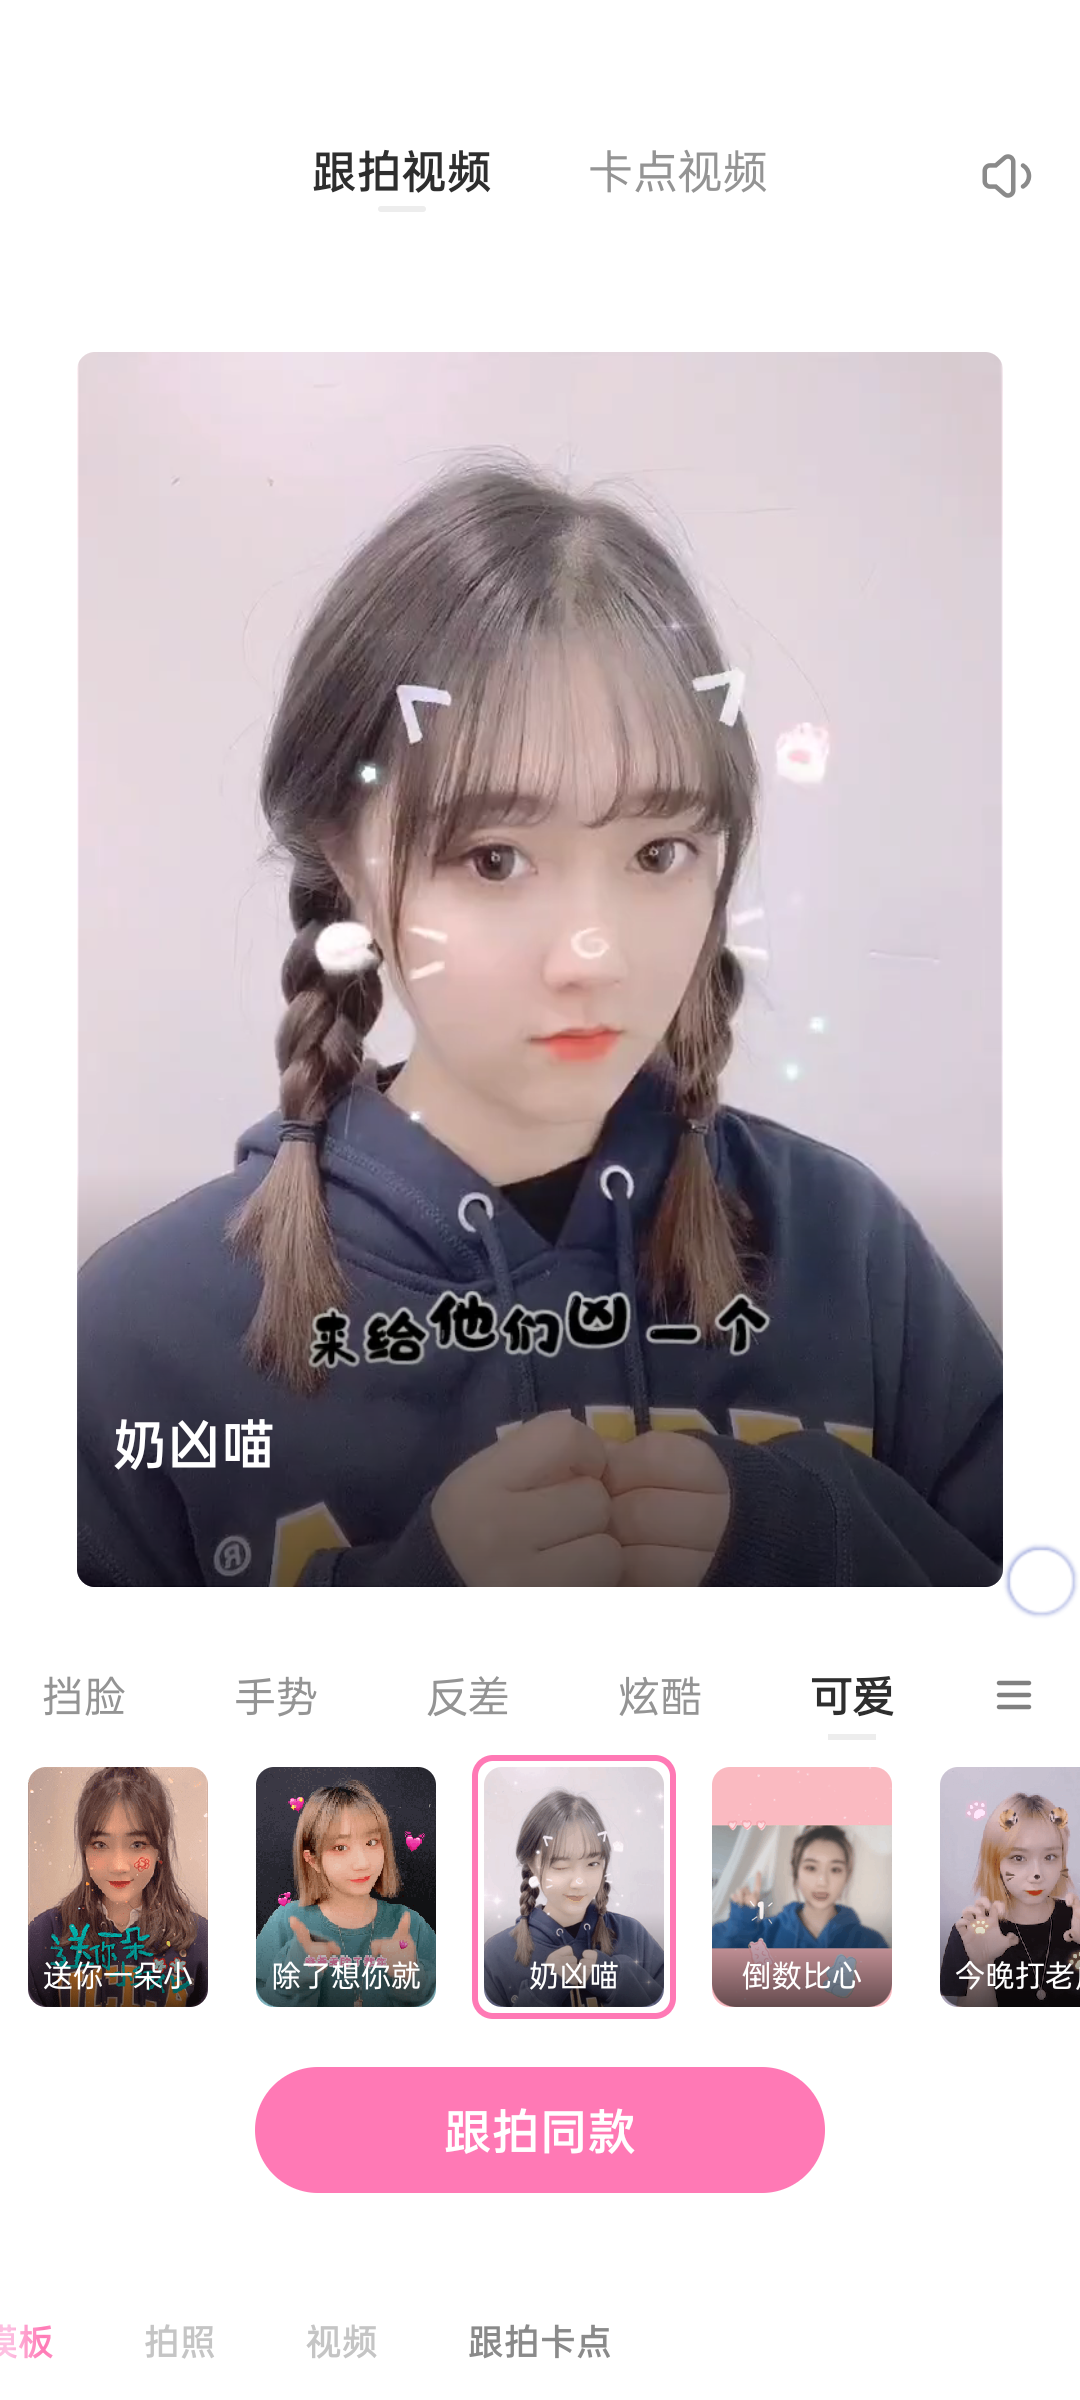 跟拍视频
卡点视频
来给他们凶一个
奶凶喵
®
挡脸
手势
反差
炫酷
可爱
送你一朵小
除了想你就
奶凶喵
倒数比心
今晚打老
跟拍同款
模板
拍照
视频
跟拍卡点